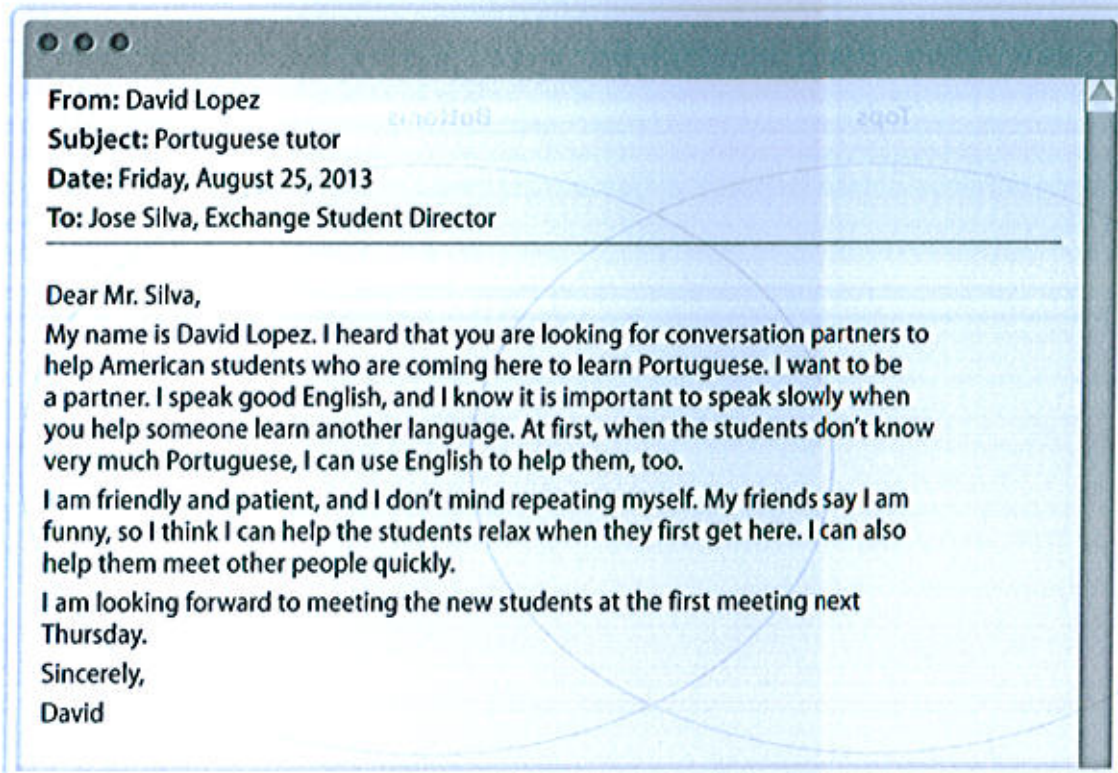 From: David Lopez
Subject: Portuguese tutor
Date: Friday, August 25, 2013
To: Jose Silva, Exchange Student Director
Dear Mr. Silva,
My name is David Lopez. I heard that you are looking for conversation partners to
help American students who are coming here to learn Portuguese. I want to be
a partner. I speak good English, and I know it is important to speak slowly when
you help someone learn another language. At first, when the students don't know
very much Portuguese, I can use English to help them, too.
I am friendly and patient, and I don't mind repeating myself. My friends say I am
funny, so I think I can help the students relax when they first get here. I can also
help them meet other people quickly.
I am looking forward to meeting the new students at the first meeting next
Thursday.
Sincerely,
David